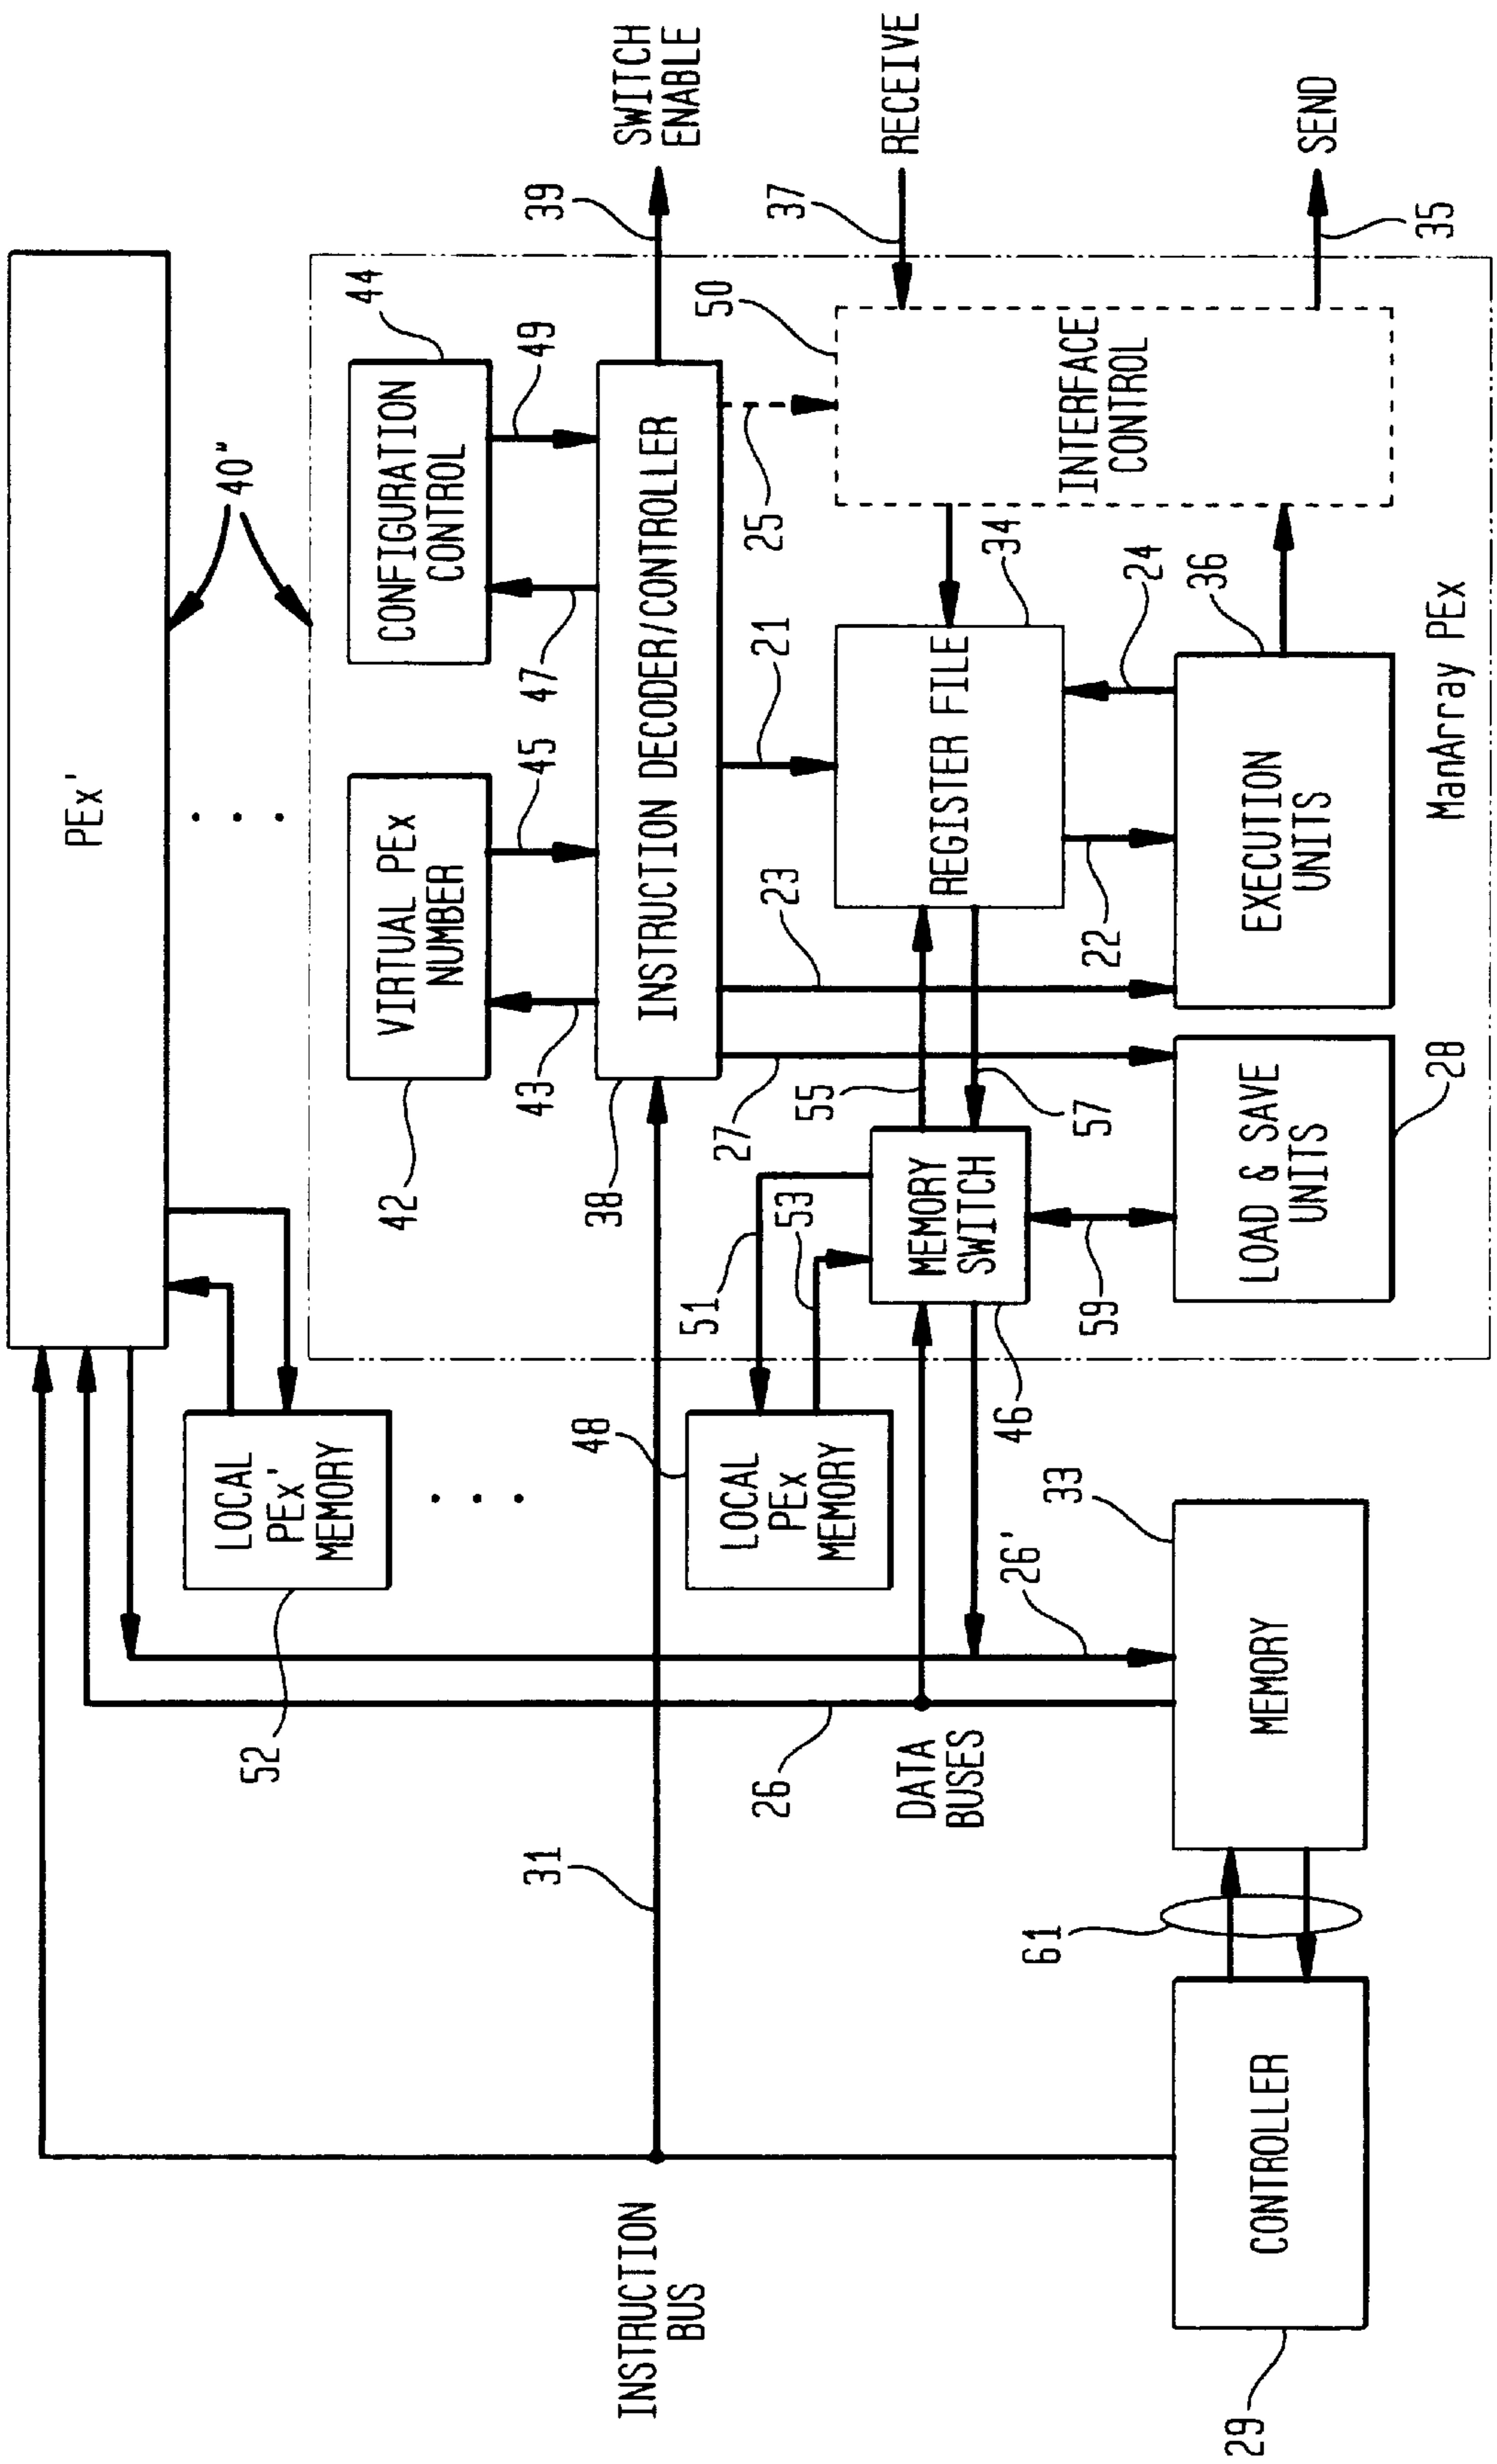 PEx'
40"
44
CONFIGURATION
CONTROL
49
47
VIRTUAL PEx
NUMBER
45
43
42
39
SWITCH
ENABLE
INSTRUCTION DECODER/CONTROLLER
38
RECEIVE
37
50
INTERFACE
CONTROL
25
SEND
35
21
34
REGISTER FILE
23
24
22
36
EXECUTION
UNITS
ManArray PEx
27
55
57
MEMORY
SWITCH
46
51
53
59
LOAD & SAVE
UNITS
28
LOCAL
PEx'
MEMORY
52
LOCAL
PEx
MEMORY
48
26'
26
DATA
BUSES
33
MEMORY
61
31
INSTRUCTION
BUS
CONTROLLER
29